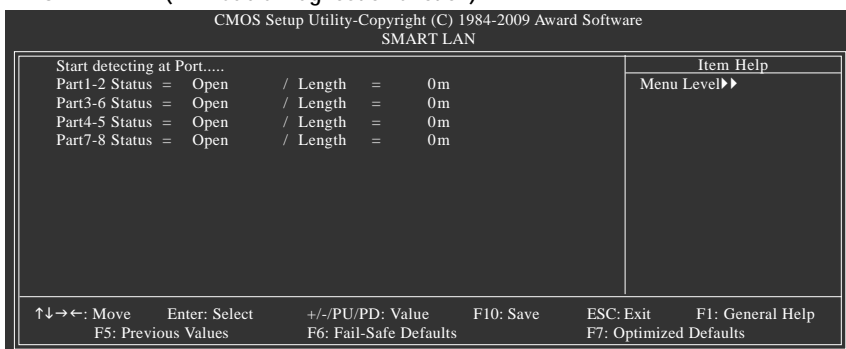 CMOS Setup Utility-Copyright (C) 1984-2009 Award Software
SMART LAN
Start detecting at Port.....
Part1-2 Status = Open / Length = 0m
Part3-6 Status = Open / Length = 0m
Part4-5 Status = Open / Length = 0m
Part7-8 Status = Open / Length = 0m
Item Help
Menu Level▶▶
↑↓→←: Move Enter: Select +/-/PU/PD: Value F10: Save ESC: Exit F1: General Help
F5: Previous Values F6: Fail-Safe Defaults F7: Optimized Defaults